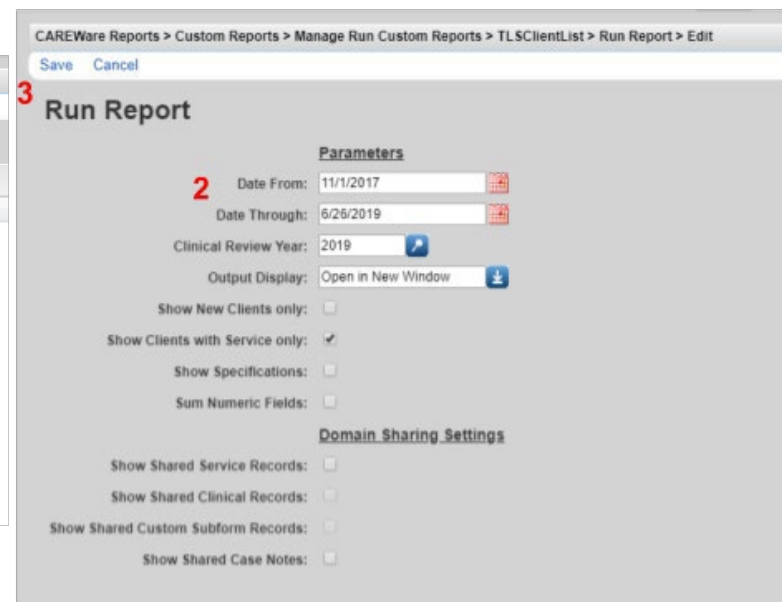 CAREWare Reports > Custom Reports > Manage Run Custom Reports > TLSClientList > Run Report > Edit
Save Cancel
3
Run Report
Parameters
2 Date From: 11/1/2017
Date Through: 6/26/2019
Clinical Review Year: 2019
Output Display: Open in New Window
Show New Clients only:
Show Clients with Service only:
Show Specifications:
Sum Numeric Fields:
Domain Sharing Settings
Show Shared Service Records:
Show Shared Clinical Records:
Show Shared Custom Subform Records:
Show Shared Case Notes: